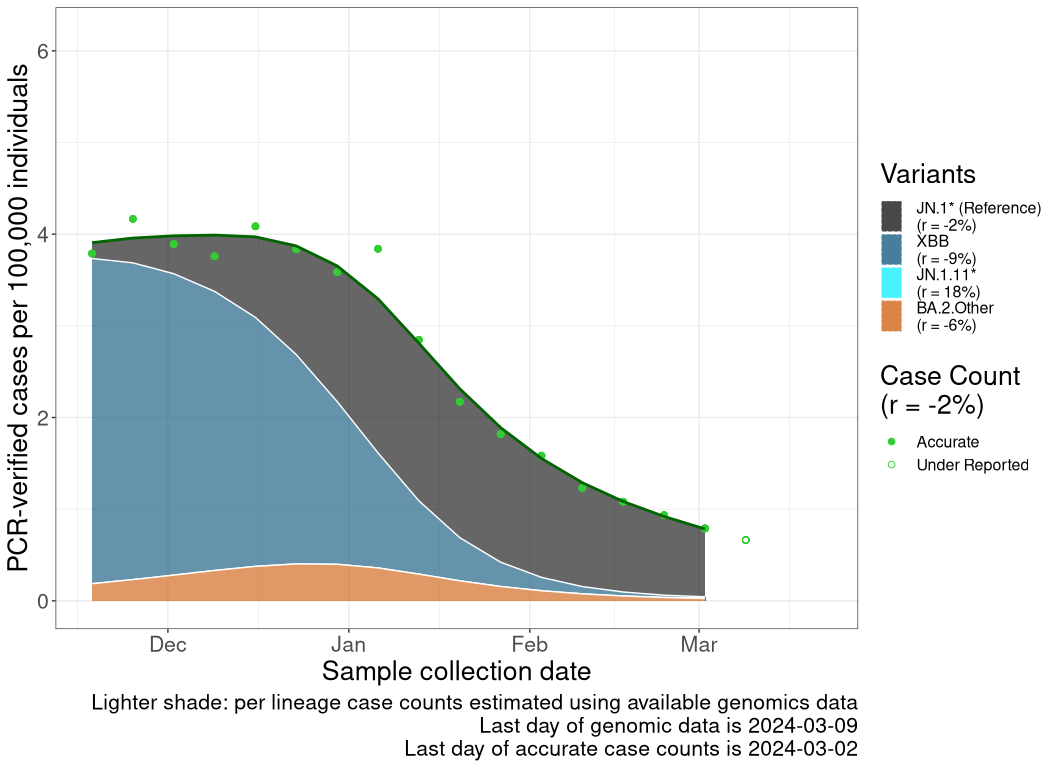 PCR-verified cases per 100,000 individuals
6
4
2
0
Dec Jan Feb Mar
Sample collection date
Lighter shade: per lineage case counts estimated using available genomics data
Last day of genomic data is 2024-03-09
Last day of accurate case counts is 2024-03-02
Variants
JN.1* (Reference)
(r = -2%)
XBB
(r = -9%)
JN.1.11*
(r = 18%)
BA.2.Other
(r = -6%)
Case Count
(r = -2%)
Accurate
Under Reported